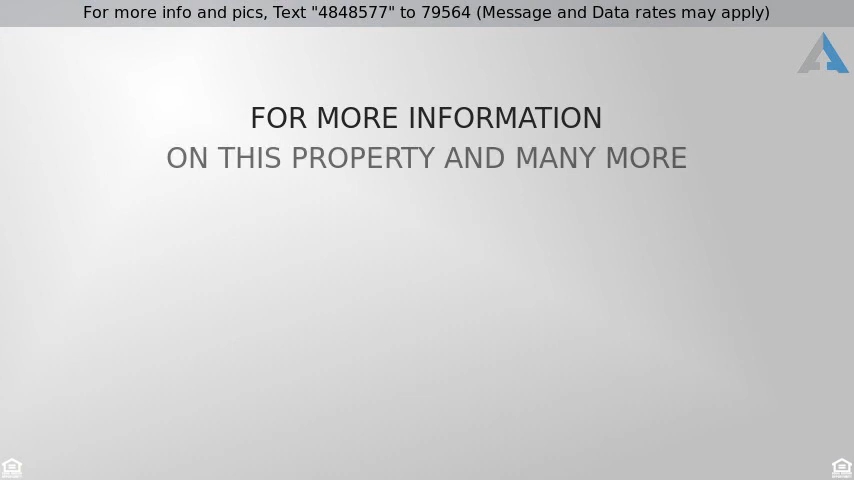 For more info and pics, Text "4848577" to 79564 (Message and Data rates may apply)
FOR MORE INFORMATION
ON THIS PROPERTY AND MANY MORE